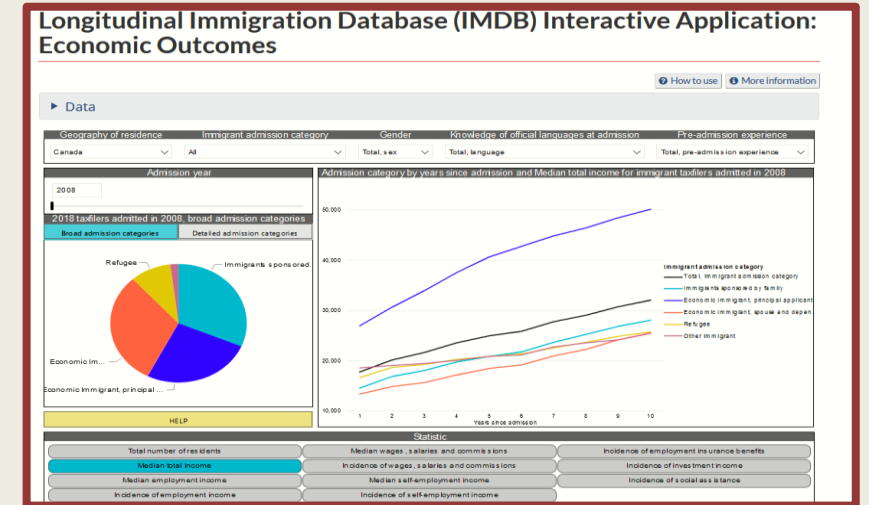 Longitudinal Immigration Database (IMDB) Interactive Application:
Economic Outcomes
How to use
More information
Data
Geography of residence Immigrant admission category Gender Knowledge of official languages at admission Pre-admission experience
Canada All Total, sex Total, language Total, pre-admission experience
Admission year
2008
2018 taxfilers admitted in 2008, broad admission categories
Broad admission categories Detailed admission categories
Refugee
Immigrants sponsored...
Economic Im...
Economic Immigrant, principal ...
HELP
Admission category by years since admission and Median total income for immigrant taxfilers admitted in 2008
60,000
40,000
30,000
20,000
10,000
1 2 3 4 5 6 7 8 9 10
Years since admission
Immigrant admission category
Total, immigrant admission category
Immigrants sponsored by family
Economic Immigrant, principal applicant
Economic Immigrant, spouse and depen...
Refugee
Other Immigrant
Statistic
Total number of residents Median wages, salaries and commissions Incidence of employment insurance benefits
Median total income Incidence of wages, salaries and commissions Incidence of investment income
Median employment income Median self-employment income Incidence of social assistance
Incidence of employment income Incidence of self-employment income